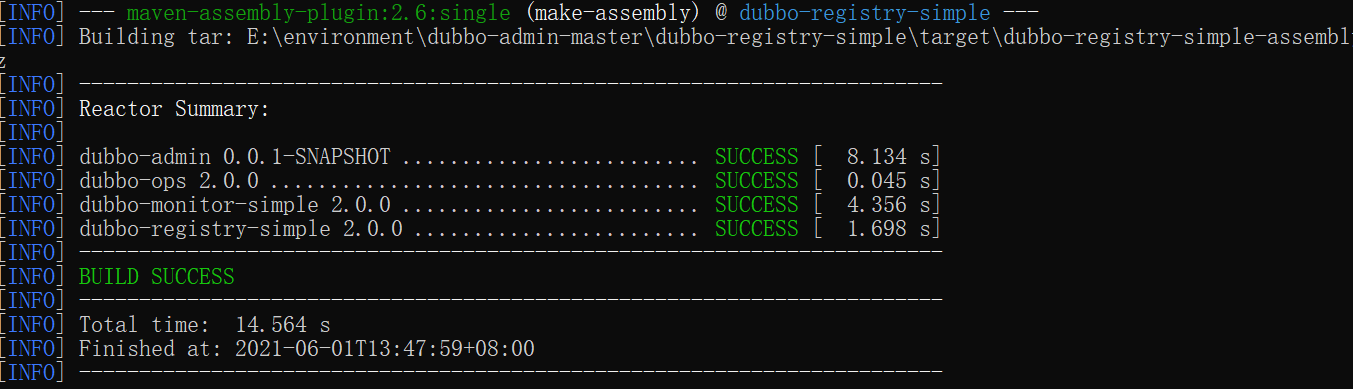 [INFO] --- maven-assembly-plugin:2.6:single (make-assembly) @ dubbo-registry-simple ---
[INFO] Building tar: E:\environment\dubbo-admin-master\dubbo-registry-simple\target\dubbo-registry-simple-assembly
z
[INFO] ------------------------------------------------------------------------
[INFO] Reactor Summary:
[INFO]
[INFO] dubbo-admin 0.0.1-SNAPSHOT ......................... SUCCESS [  8.134 s]
[INFO] dubbo-ops 2.0.0 .................................... SUCCESS [  0.045 s]
[INFO] dubbo-monitor-simple 2.0.0 ......................... SUCCESS [  4.356 s]
[INFO] dubbo-registry-simple 2.0.0 ........................ SUCCESS [  1.698 s]
[INFO] ------------------------------------------------------------------------
[INFO] BUILD SUCCESS
[INFO] ------------------------------------------------------------------------
[INFO] Total time:  14.564 s
[INFO] Finished at: 2021-06-01T13:47:59+08:00
[INFO] ------------------------------------------------------------------------